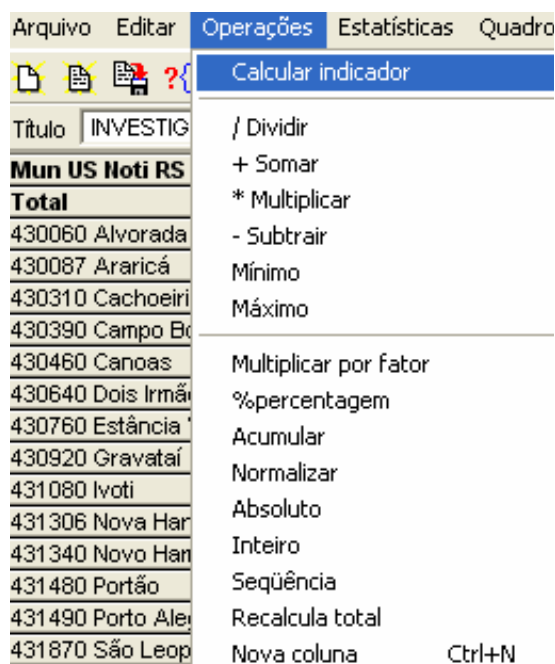 Arquivo Editar Operações Estatísticas Quadro
Calcular indicador
?{
Título INVESTIG
/ Dividir
Mun US Noti RS
+ Somar
Total
* Multiplicar
430060 Alvorada
- Subtrair
430087 Araricá
Mínimo
430310 Cachoeiri
Máximo
430390 Campo Bo
430460 Canoas
Multiplicar por fator
430640 Dois Irmã
%percentagem
430760 Estância
Acumular
430920 Gravataí
Normalizar
431080 Ivoti
Absoluto
431306 Nova Har
Inteiro
431340 Novo Ham
431480 Portão
Seqüência
431490 Porto Ale
Recalcula total
431870 São Leop
Nova coluna Ctrl+N